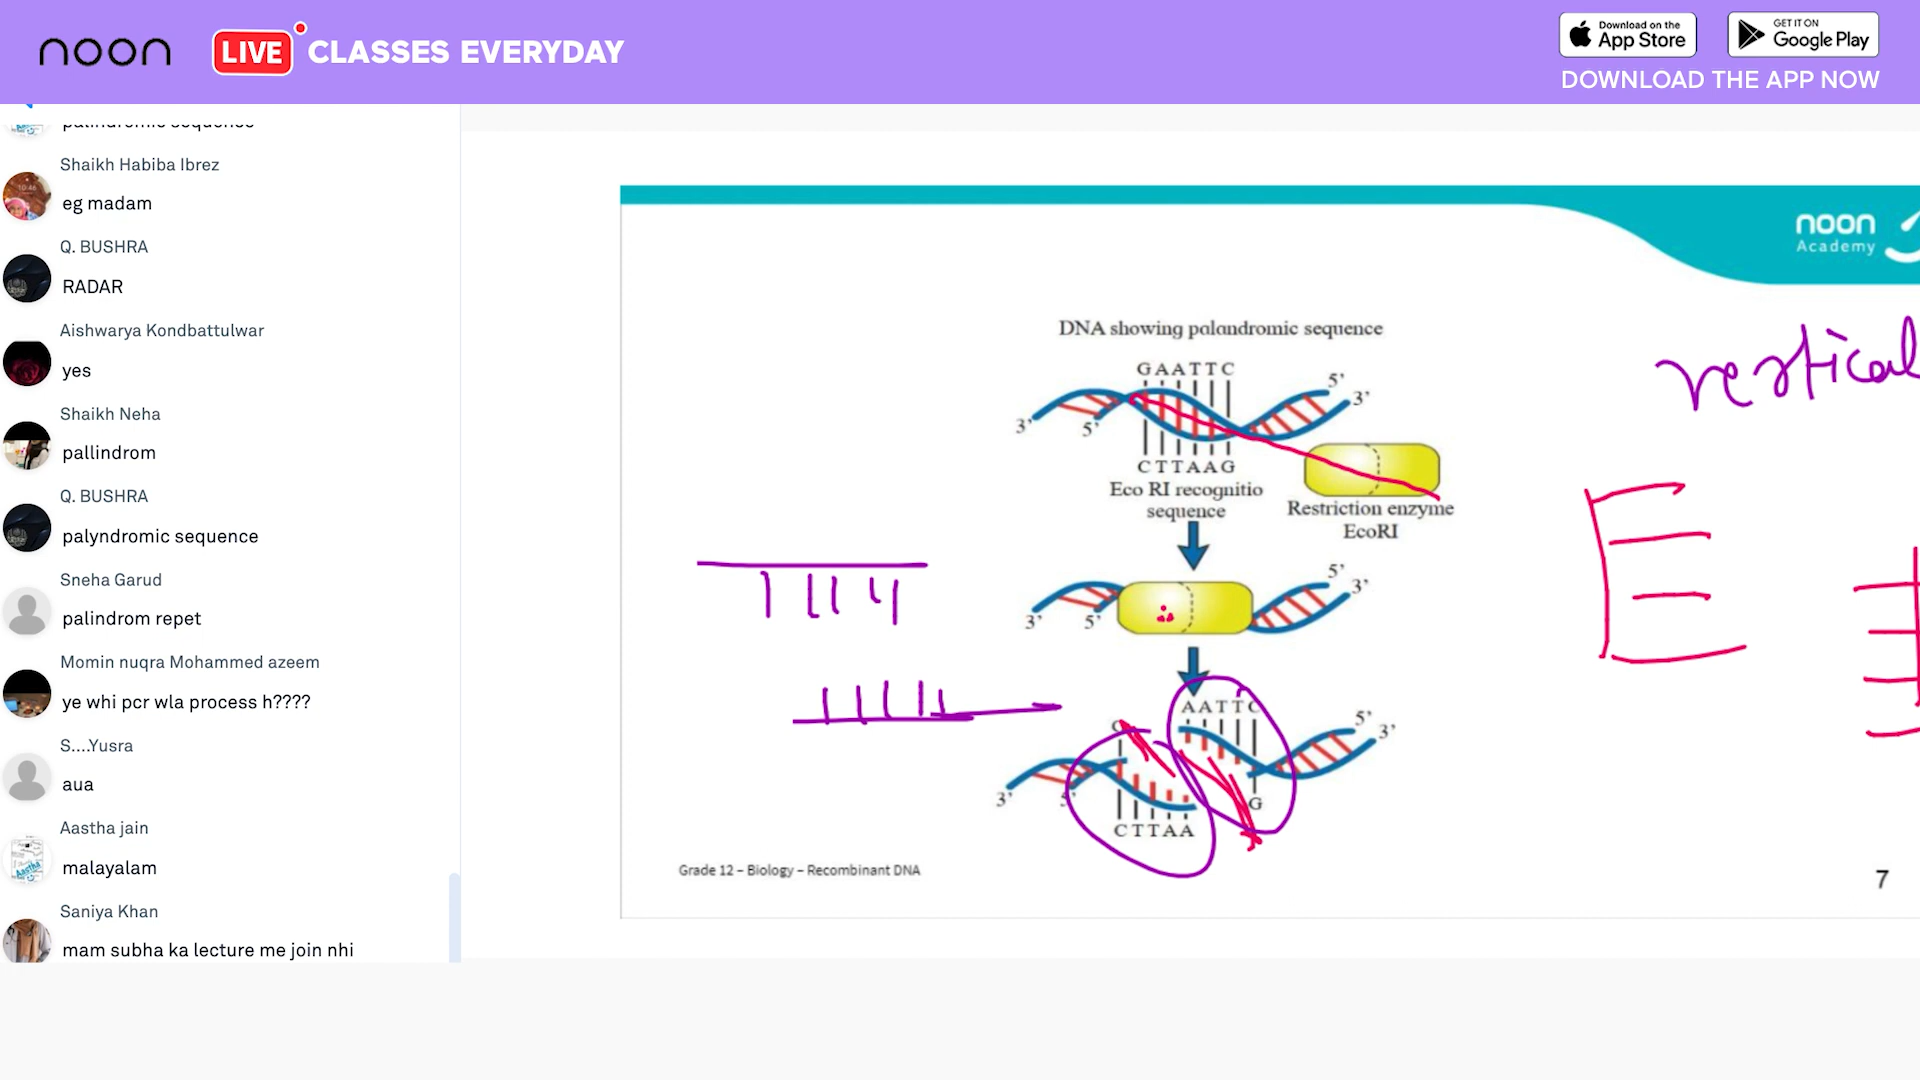 noon LIVE CLASSES EVERYDAY
Download on the App Store
GET IT ON Google Play
DOWNLOAD THE APP NOW
palindromic sequence
Shaikh Habiba Ibrez
eg madam
Q. BUSHRA
RADAR
Aishwarya Kondbattulwar
yes
Shaikh Neha
pallindrom
Q. BUSHRA
palyndromic sequence
Sneha Garud
palindrom repet
Momin nuqra Mohammed azeem
ye whi pcr wla process h????
S....Yusra
aua
Aastha jain
malayalam
Saniya Khan
mam subha ka lecture me join nhi
noon
Academy
DNA showing palandromic sequence
GAATTC
3' 5' 5' 3'
CTTAAG
Eco RI recognitio
sequence
Restriction enzyme
EcoRI
vertical
3' 5' 5' 3'
AATTC
G
3' 5' 5' 3'
G
CTTAA
Grade 12 – Biology – Recombinant DNA
7